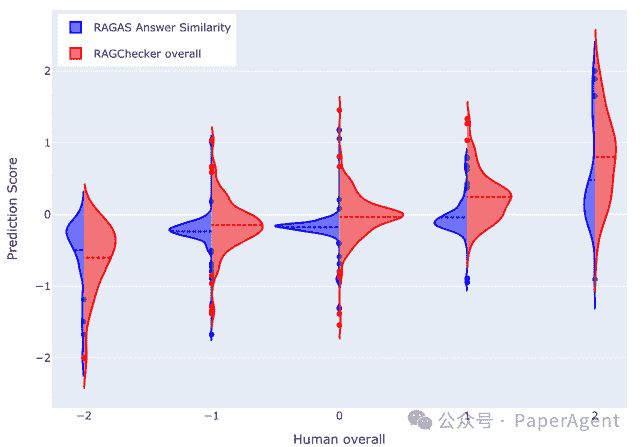 RAGAS Answer Similarity
RAGChecker overall
Prediction Score
2
1
0
−1
−2
−2
−1
0
1
2
Human overall
公众号 · PaperAgent